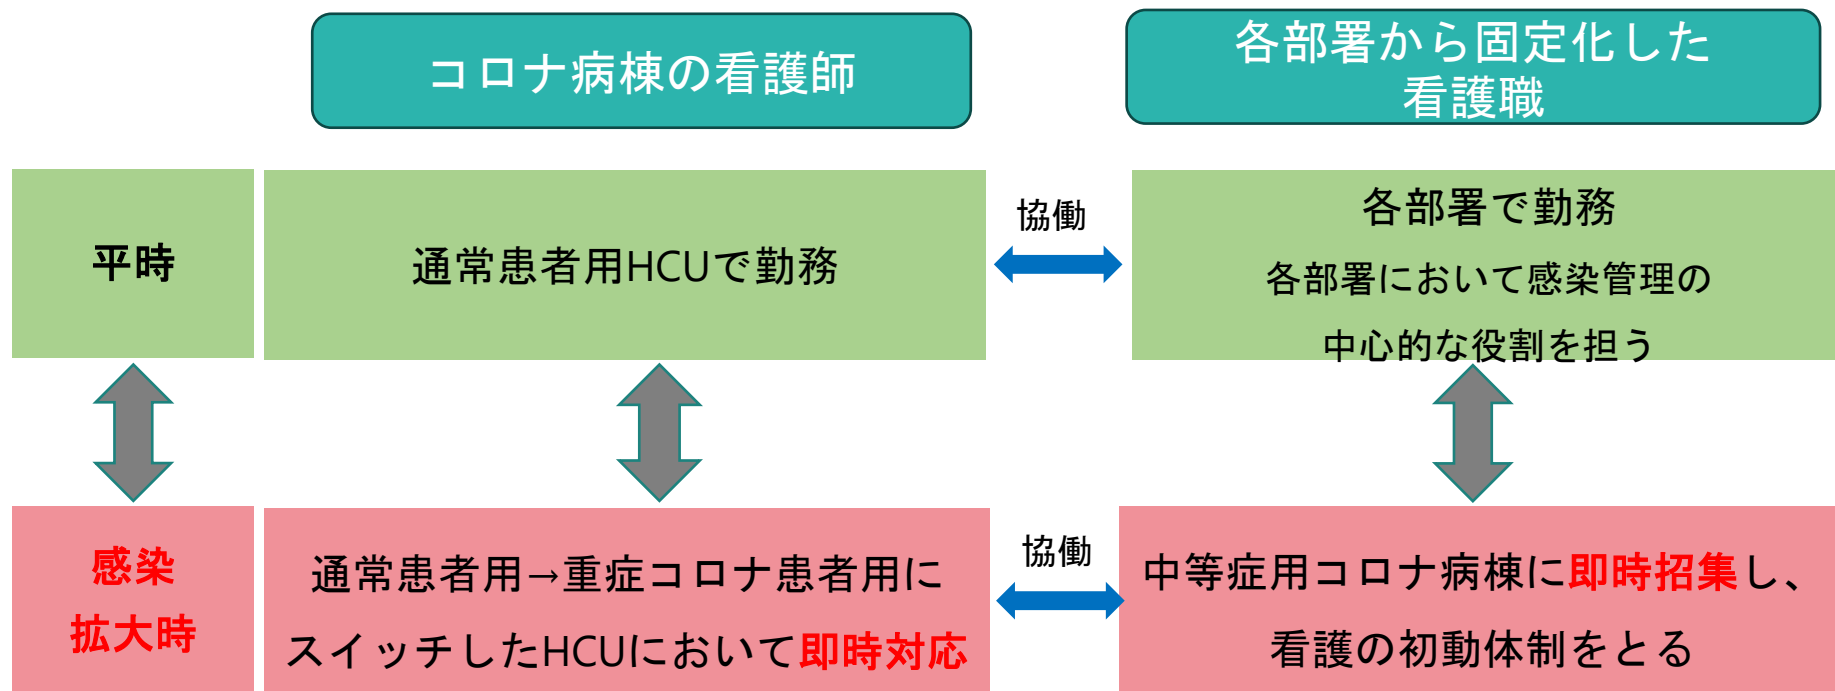 コロナ病棟の看護師
各部署から固定化した
看護職
平時
通常患者用HCUで勤務
協働
各部署で勤務
各部署において感染管理の
中心的な役割を担う
感染
拡大時
通常患者用→重症コロナ患者用に
スイッチしたHCUにおいて即時対応
協働
中等症用コロナ病棟に即時招集し、
看護の初動体制をとる